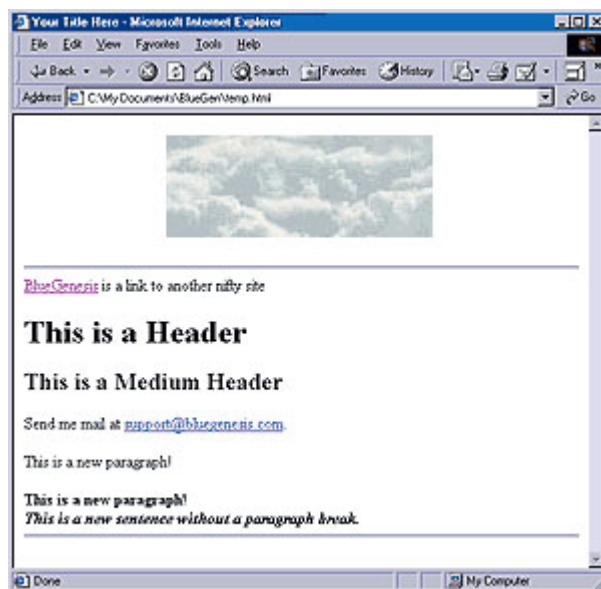 Your Title Here - Microsoft Internet Explorer
File Edit View Favorites Tools Help
Back Search Favorites History
Address C:\My Documents\BlueGen\temp.html Go
BlueGenesis is a link to another nifty site
This is a Header
This is a Medium Header
Send me mail at support@bluegenesis.com.
This is a new paragraph!
This is a new paragraph!
This is a new sentence without a paragraph break.
Done My Computer